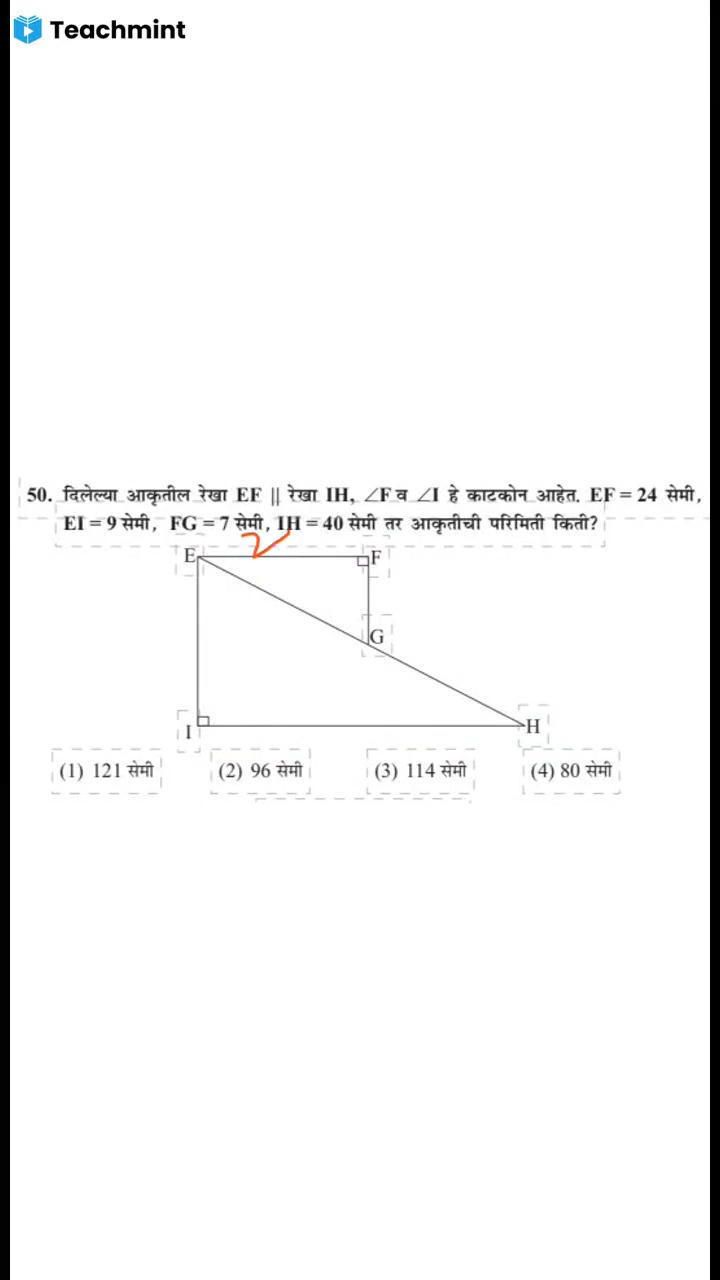 Teachmint
50. दिलेल्या आकृतील रेखा EF || रेखा IH, ∠F व ∠I हे काटकोन आहेत. EF = 24 सेमी,
EI = 9 सेमी, FG = 7 सेमी, IH = 40 सेमी तर आकृतीची परिमिती किती?
E F
G
I H
(1) 121 सेमी (2) 96 सेमी (3) 114 सेमी (4) 80 सेमी